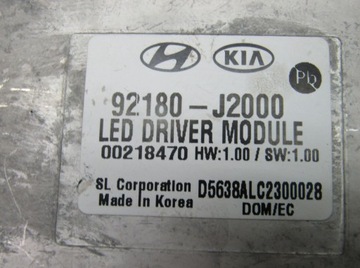 KIA
Pb
92180-J2000
LED DRIVER MODULE
00218470 HW:1.00 / SW:1.00
SL Corporation D5638ALC2300028
Made In Korea DOM/EC